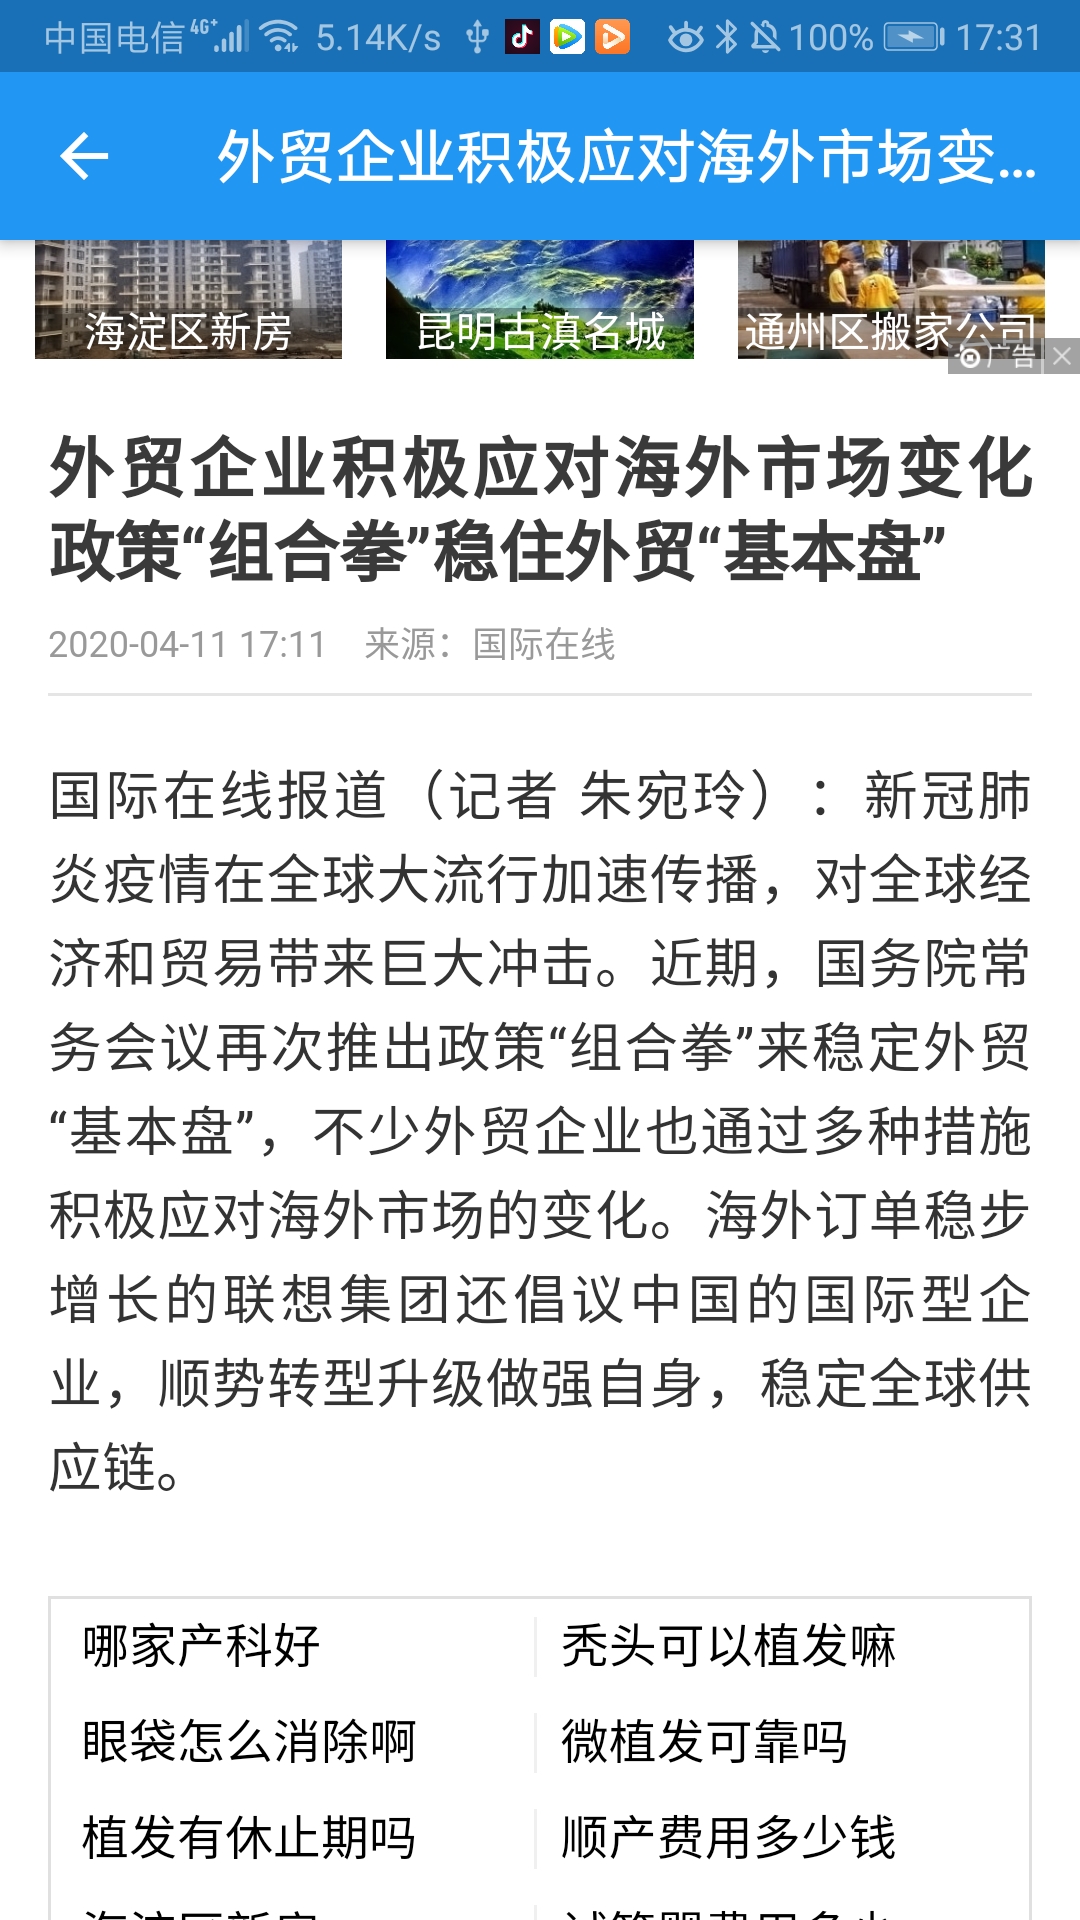 中国电信 4G+ 5.14K/s 100% 17:31
外贸企业积极应对海外市场变...
海淀区新房
昆明古滇名城
通州区搬家公司
广告
外贸企业积极应对海外市场变化
政策“组合拳”稳住外贸“基本盘”
2020-04-11 17:11 来源：国际在线
国际在线报道（记者 朱宛玲）：新冠肺
炎疫情在全球大流行加速传播，对全球经
济和贸易带来巨大冲击。近期，国务院常
务会议再次推出政策“组合拳”来稳定外贸
“基本盘”，不少外贸企业也通过多种措施
积极应对海外市场的变化。海外订单稳步
增长的联想集团还倡议中国的国际型企
业，顺势转型升级做强自身，稳定全球供
应链。
哪家产科好 秃头可以植发嘛
眼袋怎么消除啊 微植发可靠吗
植发有休止期吗 顺产费用多少钱
海淀区新房